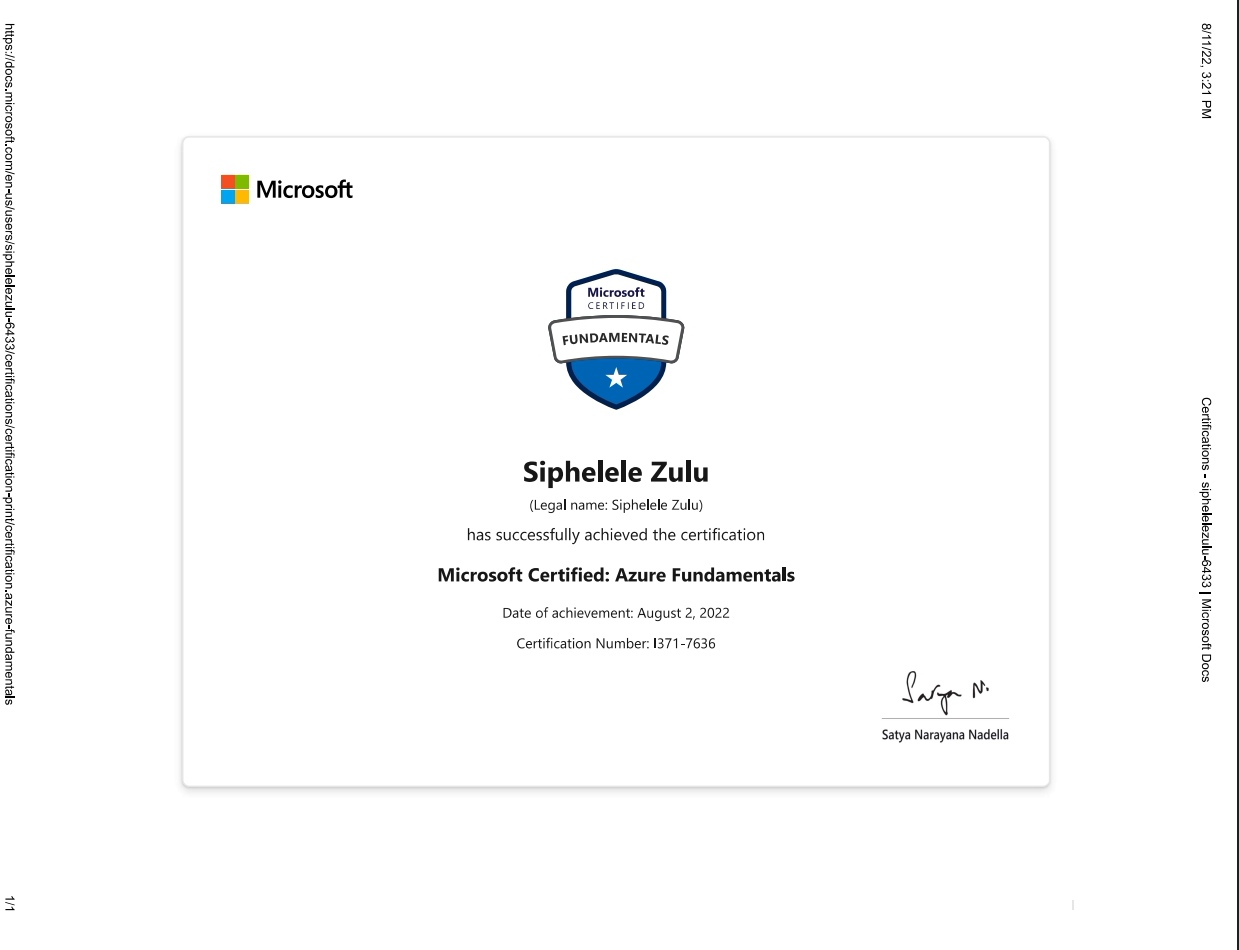 8/11/22, 3:21 PM
Certifications - siphelelezulu-6433 | Microsoft Docs
Microsoft
Microsoft
CERTIFIED
FUNDAMENTALS
Siphelele Zulu
(Legal name: Siphelele Zulu)
has successfully achieved the certification
Microsoft Certified: Azure Fundamentals
Date of achievement: August 2, 2022
Certification Number: I371-7636
Satya N.
Satya Narayana Nadella
https://docs.microsoft.com/en-us/users/siphelelezulu-6433/certifications/certification-print/certification.azure-fundamentals
1/1